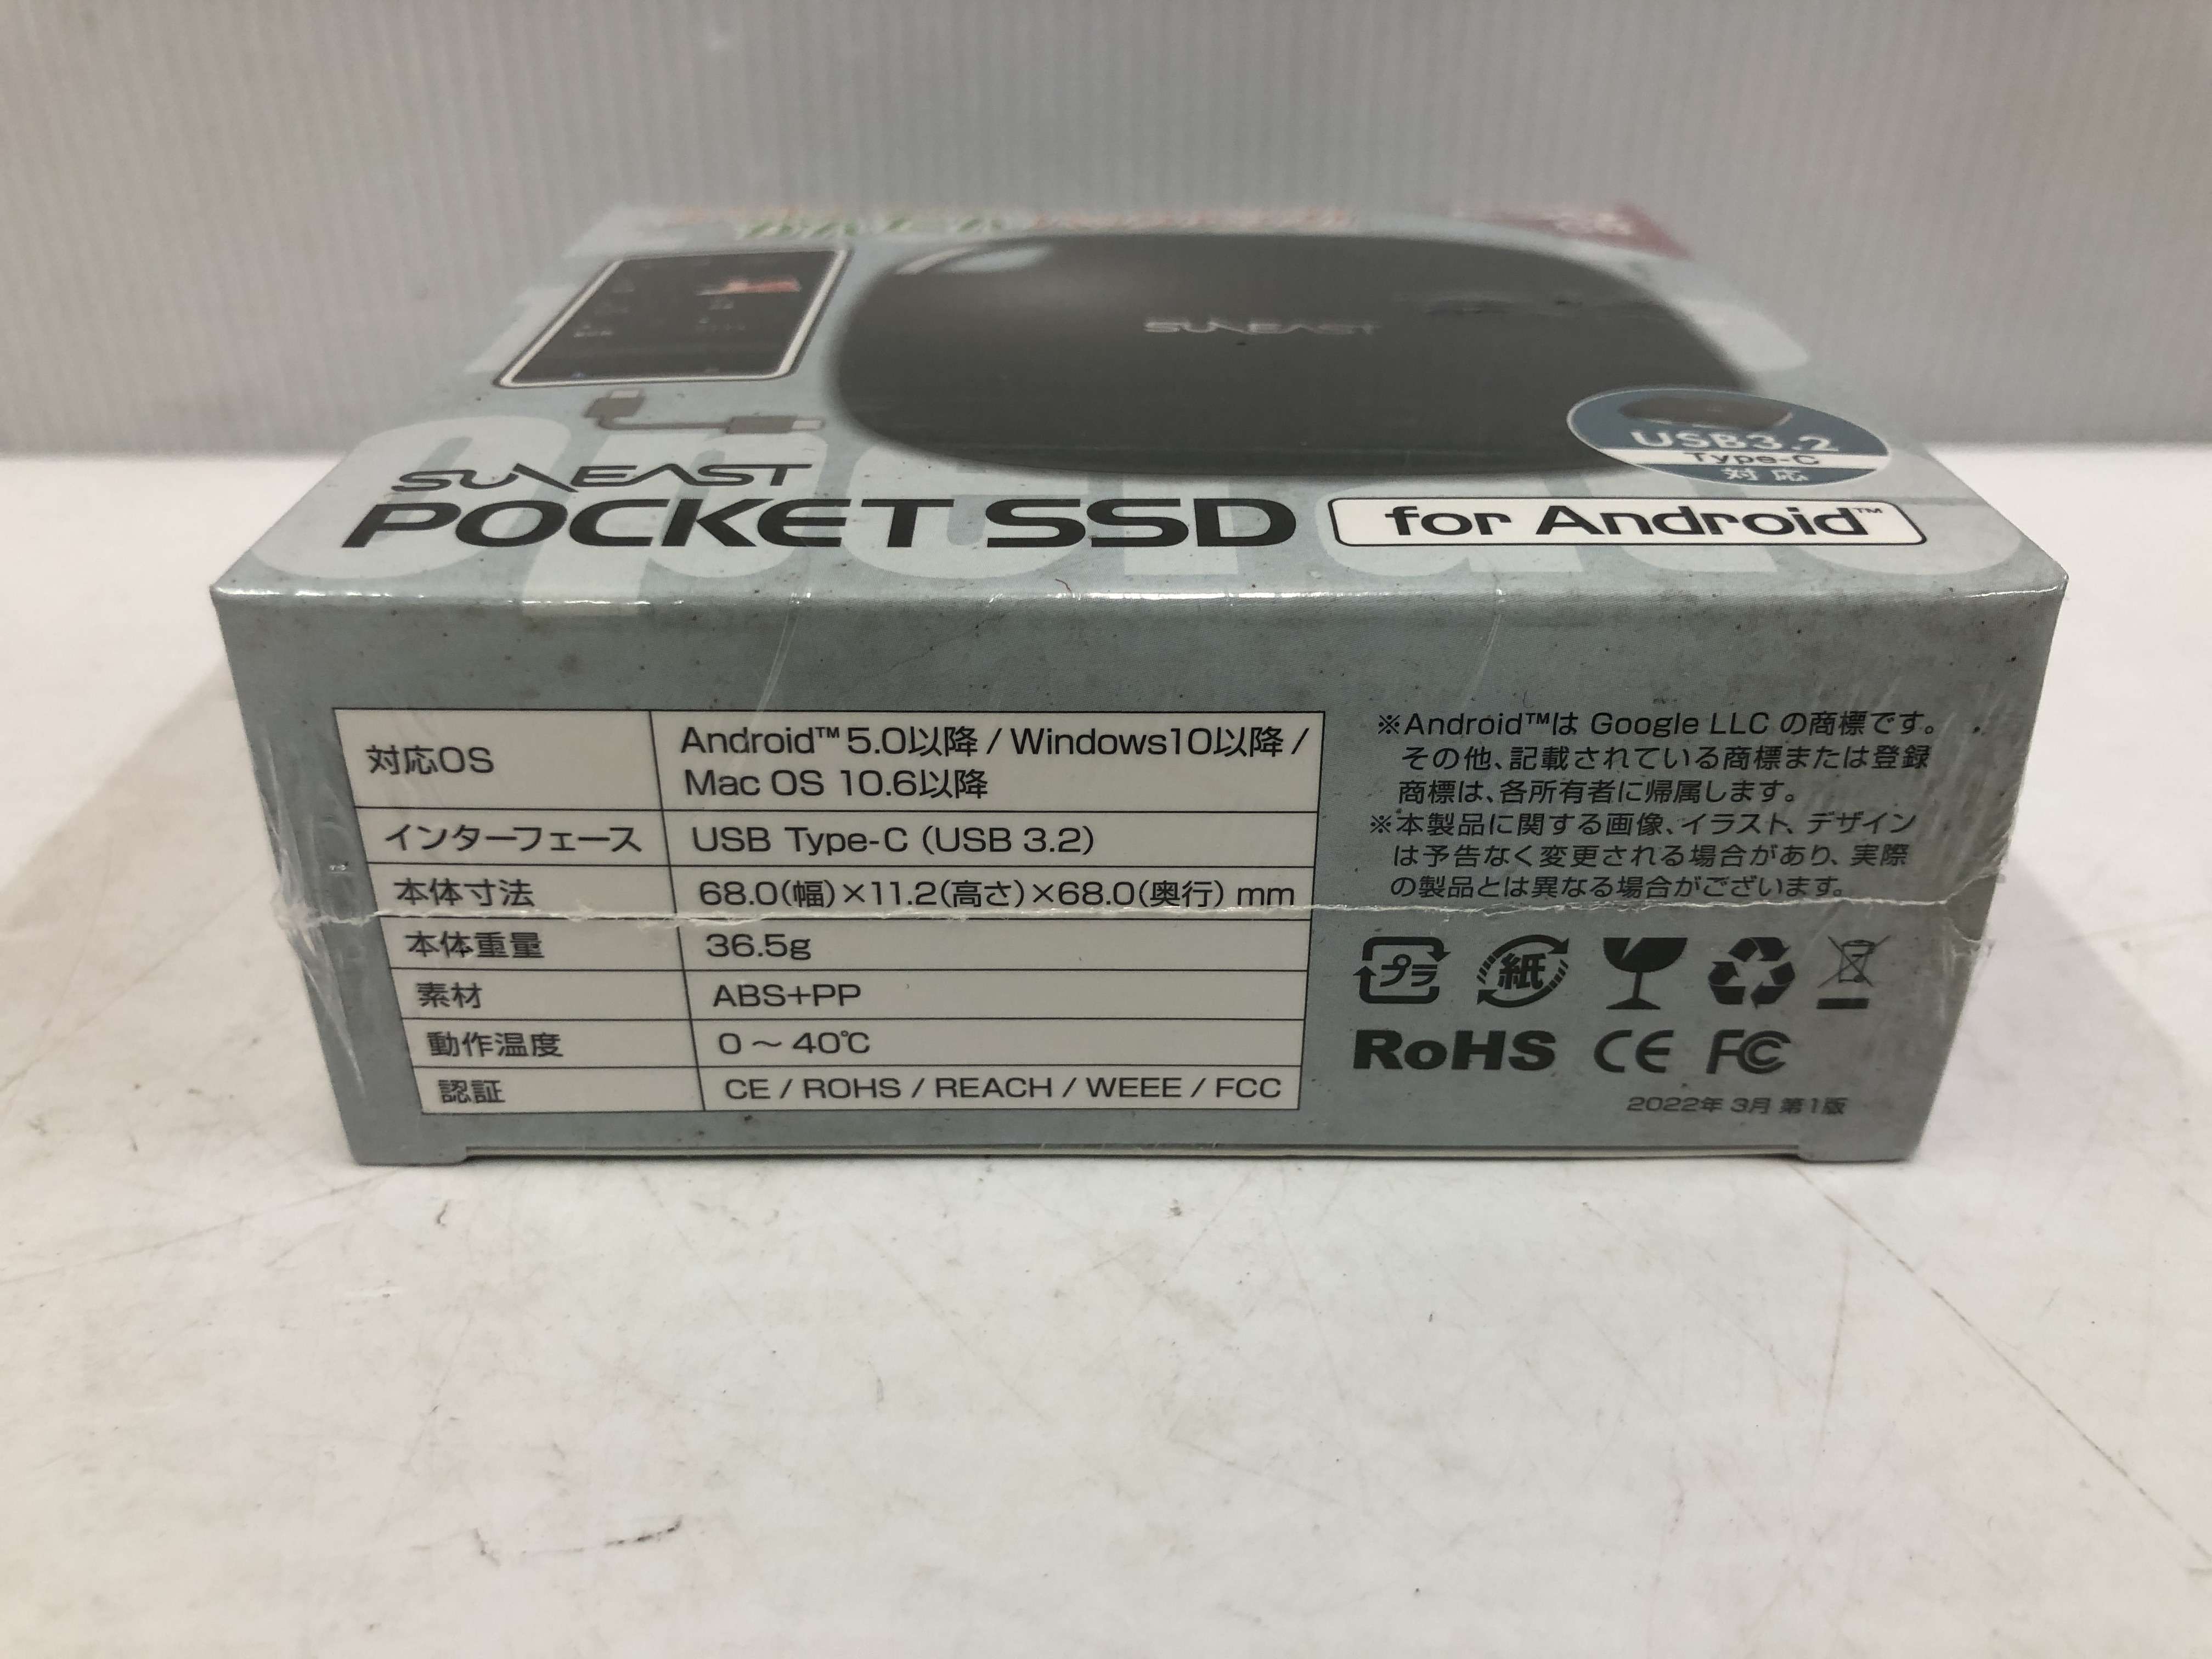 SUNEAST
USB3.2
Type-C
対応
SUNEAST
POCKET SSD for Android™
対応OS Android™ 5.0以降 / Windows10以降 /
Mac OS 10.6以降
インターフェース USB Type-C (USB 3.2)
本体寸法 68.0(幅)×11.2(高さ)×68.0(奥行) mm
本体重量 36.5g
素材 ABS+PP
動作温度 0～40℃
認証 CE / ROHS / REACH / WEEE / FCC
※Android™は Google LLC の商標です。
その他、記載されている商標または登録
商標は、各所有者に帰属します。
※本製品に関する画像、イラスト、デザイン
は予告なく変更される場合があり、実際
の製品とは異なる場合がございます。
プラ 紙
RoHS CE FC
2022年 3月 第1版